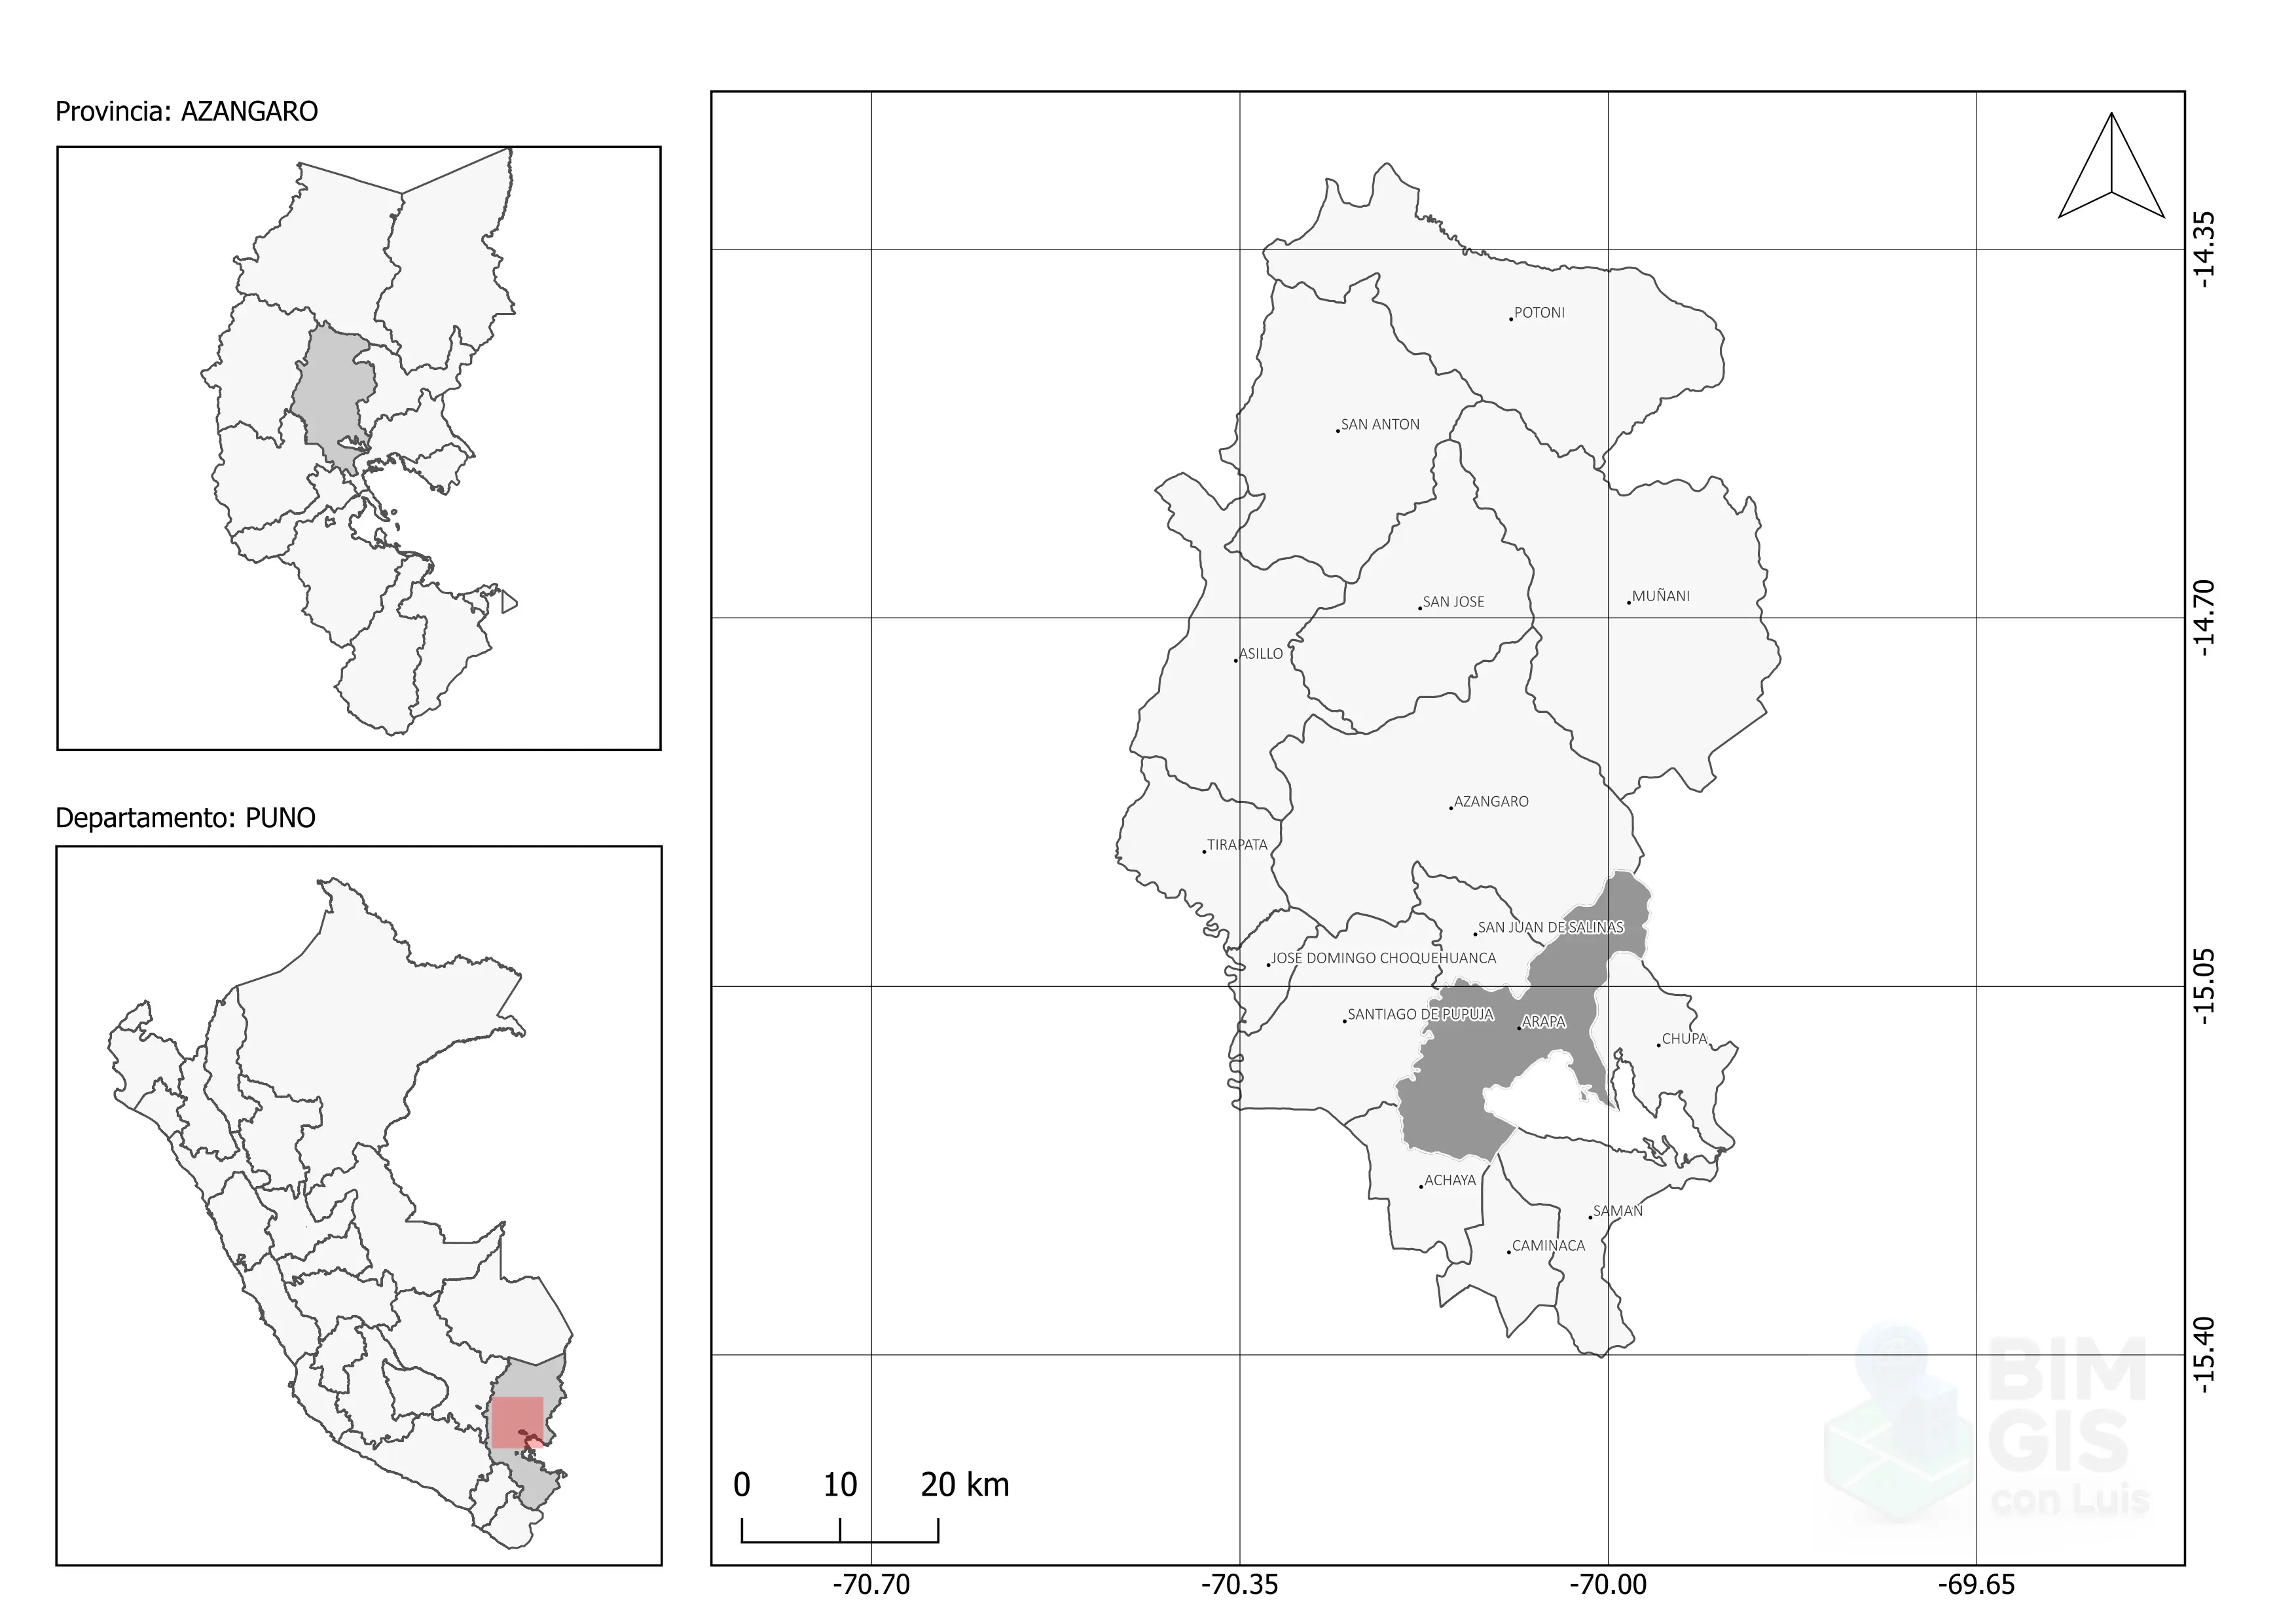 Provincia: AZANGARO
Departamento: PUNO
POTONI
SAN ANTON
SAN JOSE
MUÑANI
ASILLO
AZANGARO
TIRAPATA
SAN JUAN DE SALINAS
JOSE DOMINGO CHOQUEHUANCA
SANTIAGO DE PUPUJA
ARAPA
CHUPA
ACHAYA
SAMAN
CAMINACA
-14.35
-14.70
-15.05
-15.40
0 10 20 km
-70.70 -70.35 -70.00 -69.65
BIM
GIS
con Luis